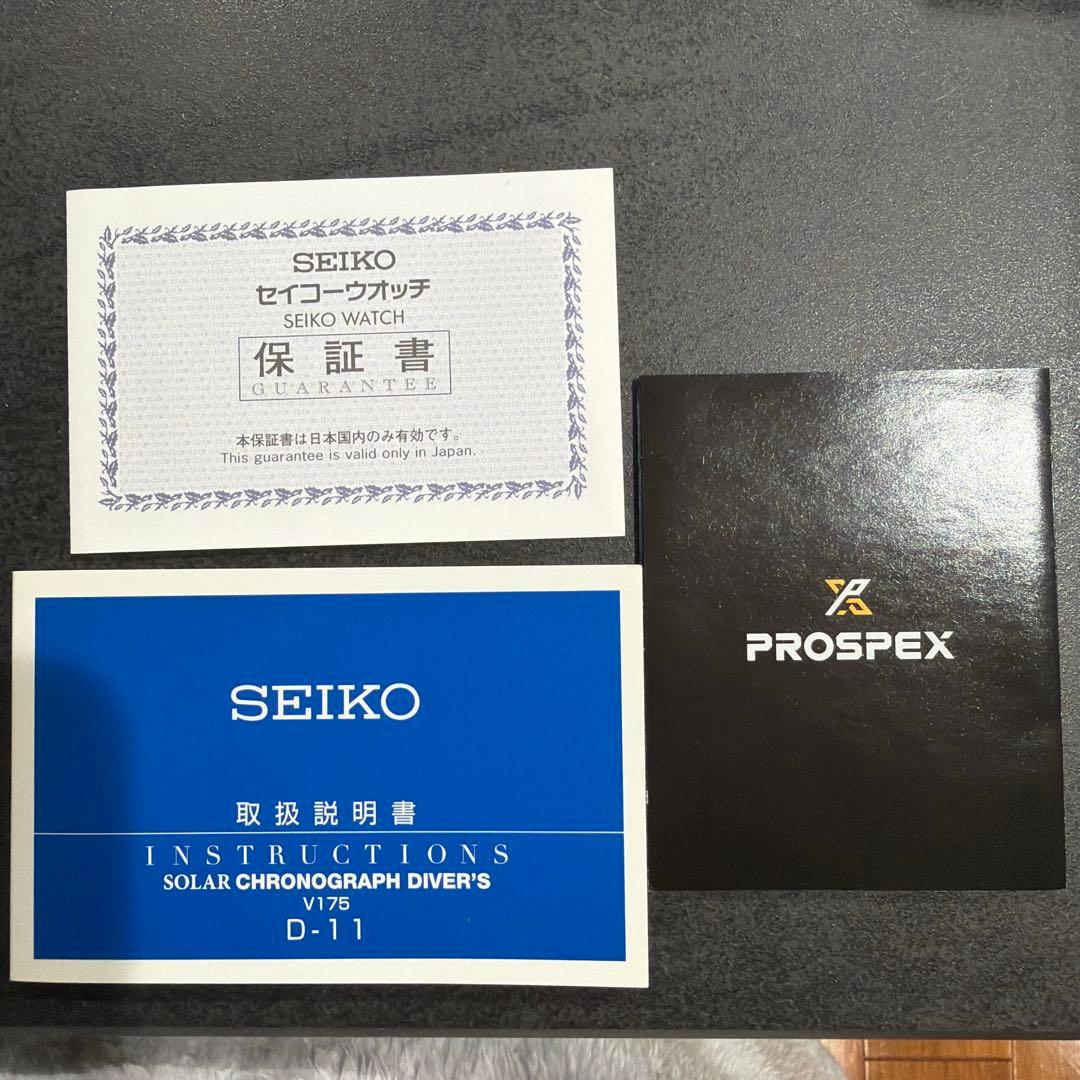 SEIKO
セイコーウオッチ
SEIKO WATCH
保証書
GUARANTEE
本保証書は日本国内のみ有効です。
This guarantee is valid only in Japan.
SEIKO
取扱説明書
INSTRUCTIONS
SOLAR CHRONOGRAPH DIVER'S
V175
D-11
PROSPEX